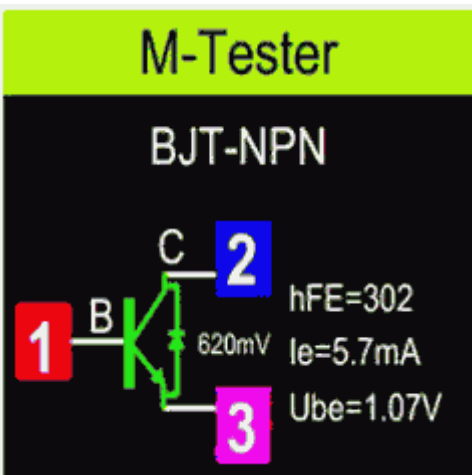 M-Tester
BJT-NPN
C
2
hFE=302
B
1
620mV
Ie=5.7mA
Ube=1.07V
3